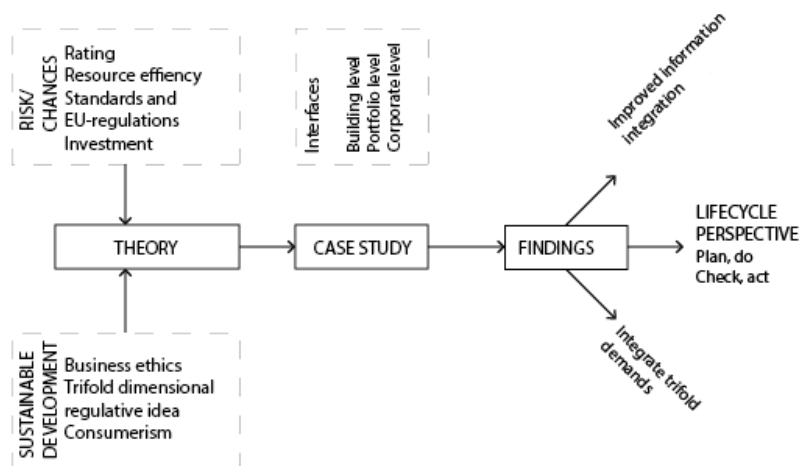 RISK/
CHANCES
Rating
Resource effiency
Standards and
EU-regulations
Investment
Interfaces
Building level
Portfolio level
Corporate level
Improved information
integration
THEORY
CASE STUDY
FINDINGS
LIFECYCLE
PERSPECTIVE
Plan, do
Check, act
SUSTAINABLE
DEVELOPMENT
Business ethics
Trifold dimensional
regulative idea
Consumerism
Integrate trifold
demands